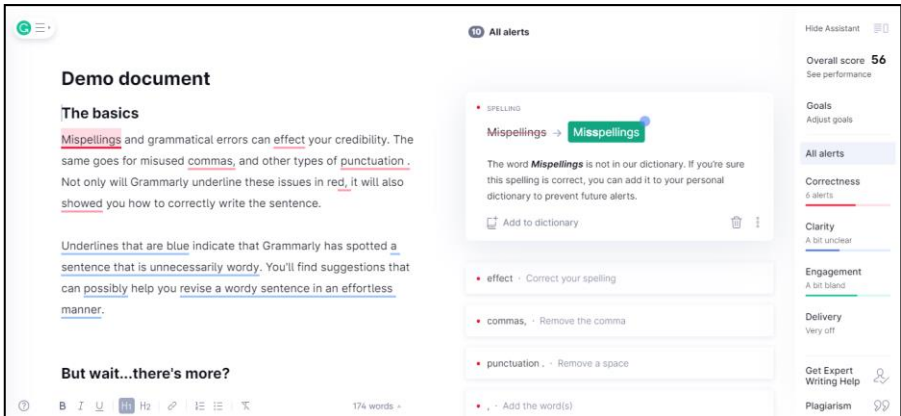 10 All alerts
Hide Assistant
Overall score 56
See performance
Demo document
The basics
Mispellings and grammatical errors can effect your credibility. The
same goes for misused commas, and other types of punctuation .
Not only will Grammarly underline these issues in red, it will also
showed you how to correctly write the sentence.
Underlines that are blue indicate that Grammarly has spotted a
sentence that is unnecessarily wordy. You'll find suggestions that
can possibly help you revise a wordy sentence in an effortless
manner.
But wait...there's more?
B I U H1 H2
174 words
SPELLING
Mispellings → Misspellings
The word Mispellings is not in our dictionary. If you're sure
this spelling is correct, you can add it to your personal
dictionary to prevent future alerts.
Add to dictionary
effect · Correct your spelling
commas, · Remove the comma
punctuation . · Remove a space
, · Add the word(s)
Goals
Adjust goals
All alerts
Correctness
6 alerts
Clarity
A bit unclear
Engagement
A bit bland
Delivery
Very off
Get Expert
Writing Help
Plagiarism